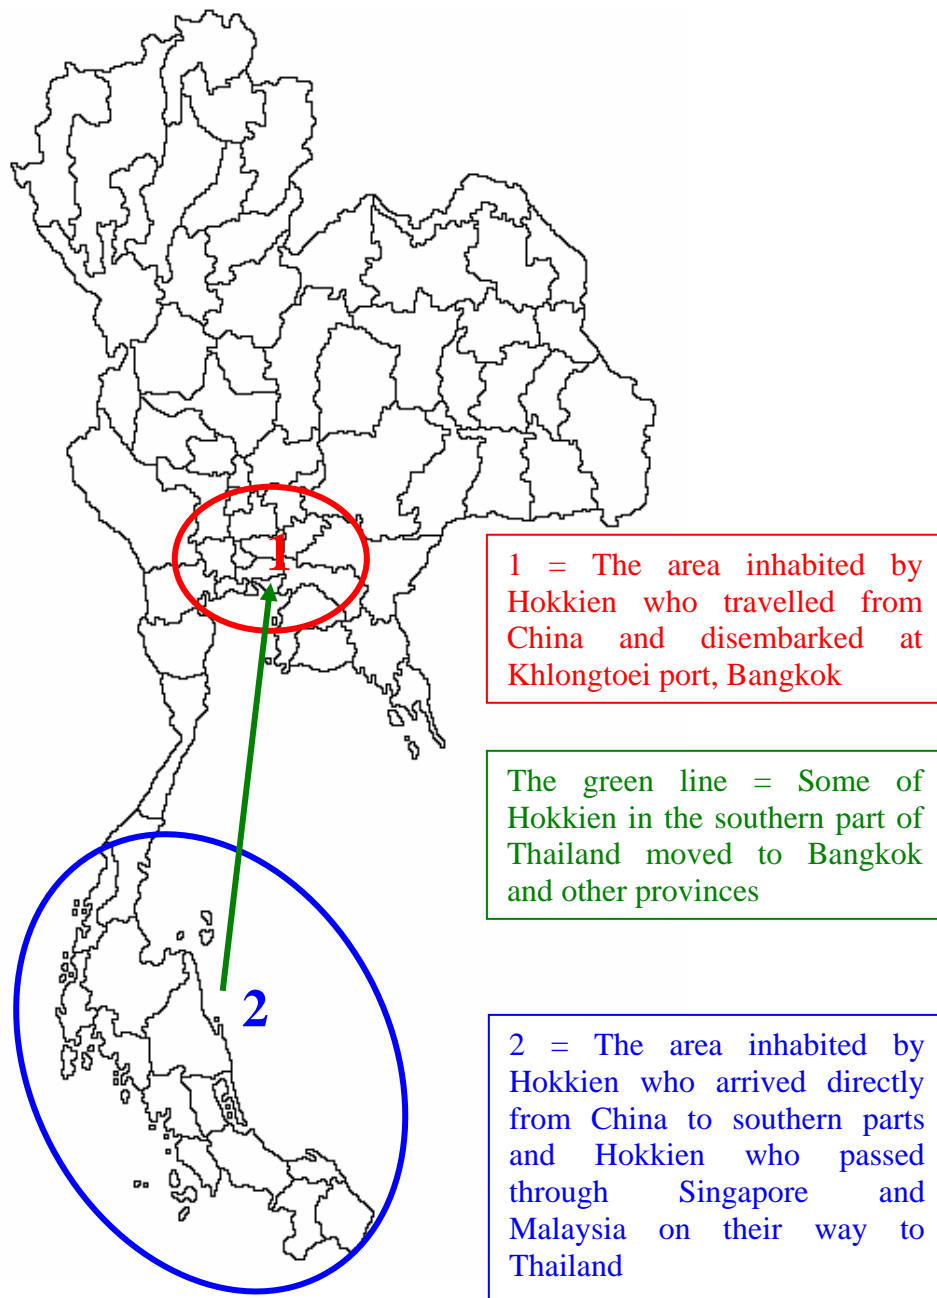 1
1 = The area inhabited by
Hokkien who travelled from
China and disembarked at
Khlongtoei port, Bangkok
The green line = Some of
Hokkien in the southern part of
Thailand moved to Bangkok
and other provinces
2
2 = The area inhabited by
Hokkien who arrived directly
from China to southern parts
and Hokkien who passed
through Singapore and
Malaysia on their way to
Thailand